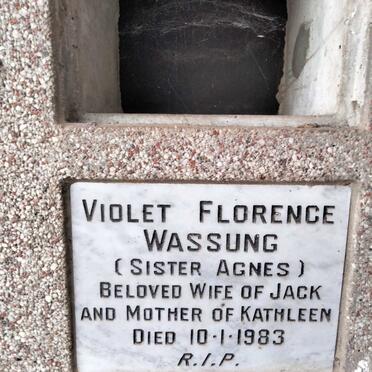 VIOLET FLORENCE
WASSUNG
( SISTER AGNES )
BELOVED WIFE OF JACK
AND MOTHER OF KATHLEEN
DIED 10·1·1983
R.I.P.